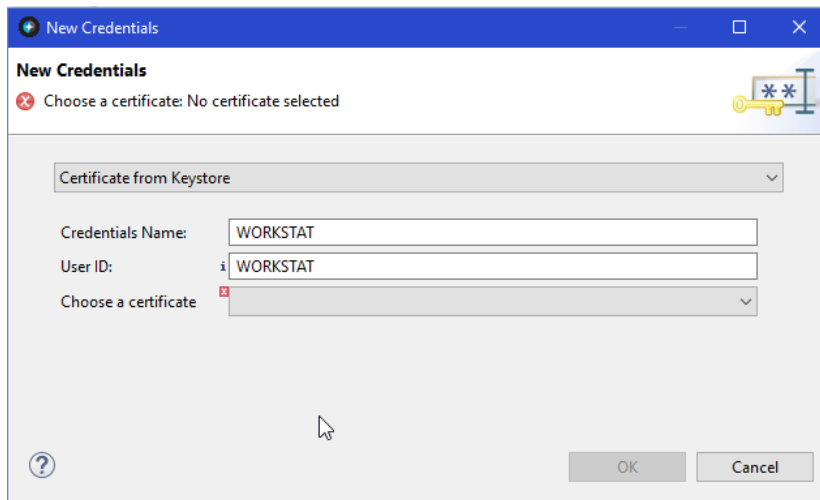 New Credentials
New Credentials
Choose a certificate: No certificate selected
**
Certificate from Keystore
Credentials Name: WORKSTAT
User ID: i WORKSTAT
Choose a certificate
? OK Cancel